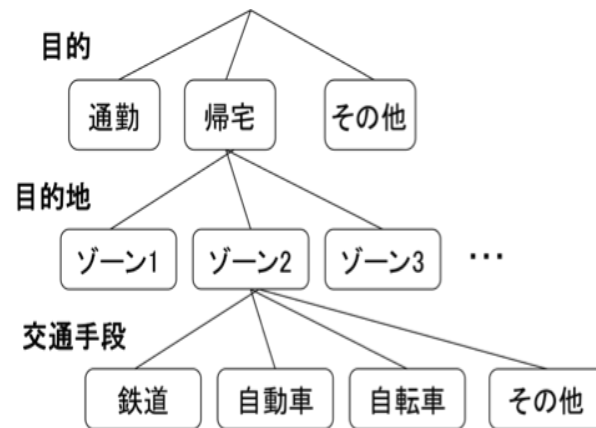 目的
通勤
帰宅
その他
目的地
ゾーン1
ゾーン2
ゾーン3
…
交通手段
鉄道
自動車
自転車
その他